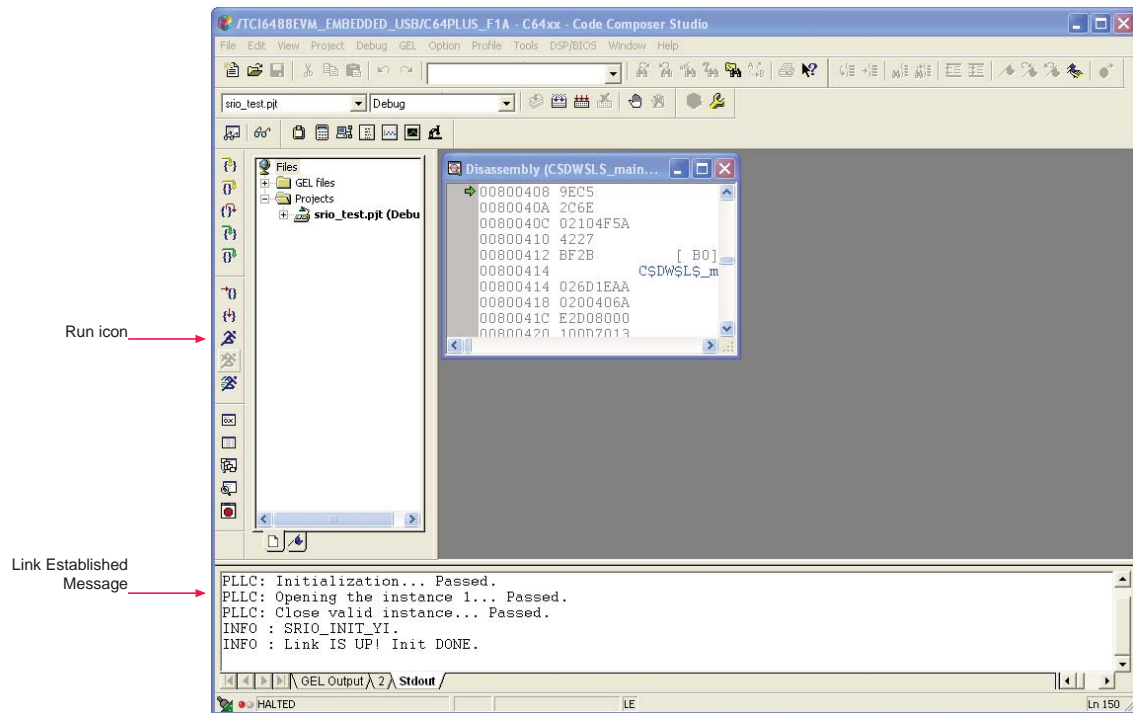 /TCI6488EVM_EMBEDDED_USB/C64PLUS_F1A - C64xx - Code Composer Studio
File Edit View Project Debug GEL Option Profile Tools DSP/BIOS Window Help
srio_test.pjt
Debug
Files
GEL files
Projects
srio_test.pjt (Debu
Disassembly (CSDWSLS_main...
00800408 9EC5
0080040A 2C6E
0080040C 02104F5A
00800410 4227
00800412 BF2B [ B0]
00800414 C$DW$L$_m
00800414 026D1EAA
00800418 0200406A
0080041C E2D08000
00800420 100D7013
Run icon
Link Established
Message
PLLC: Initialization... Passed.
PLLC: Opening the instance 1... Passed.
PLLC: Close valid instance... Passed.
INFO : SRIO_INIT_YI.
INFO : Link IS UP! Init DONE.
GEL Output 2 Stdout
HALTED
LE
Ln 150